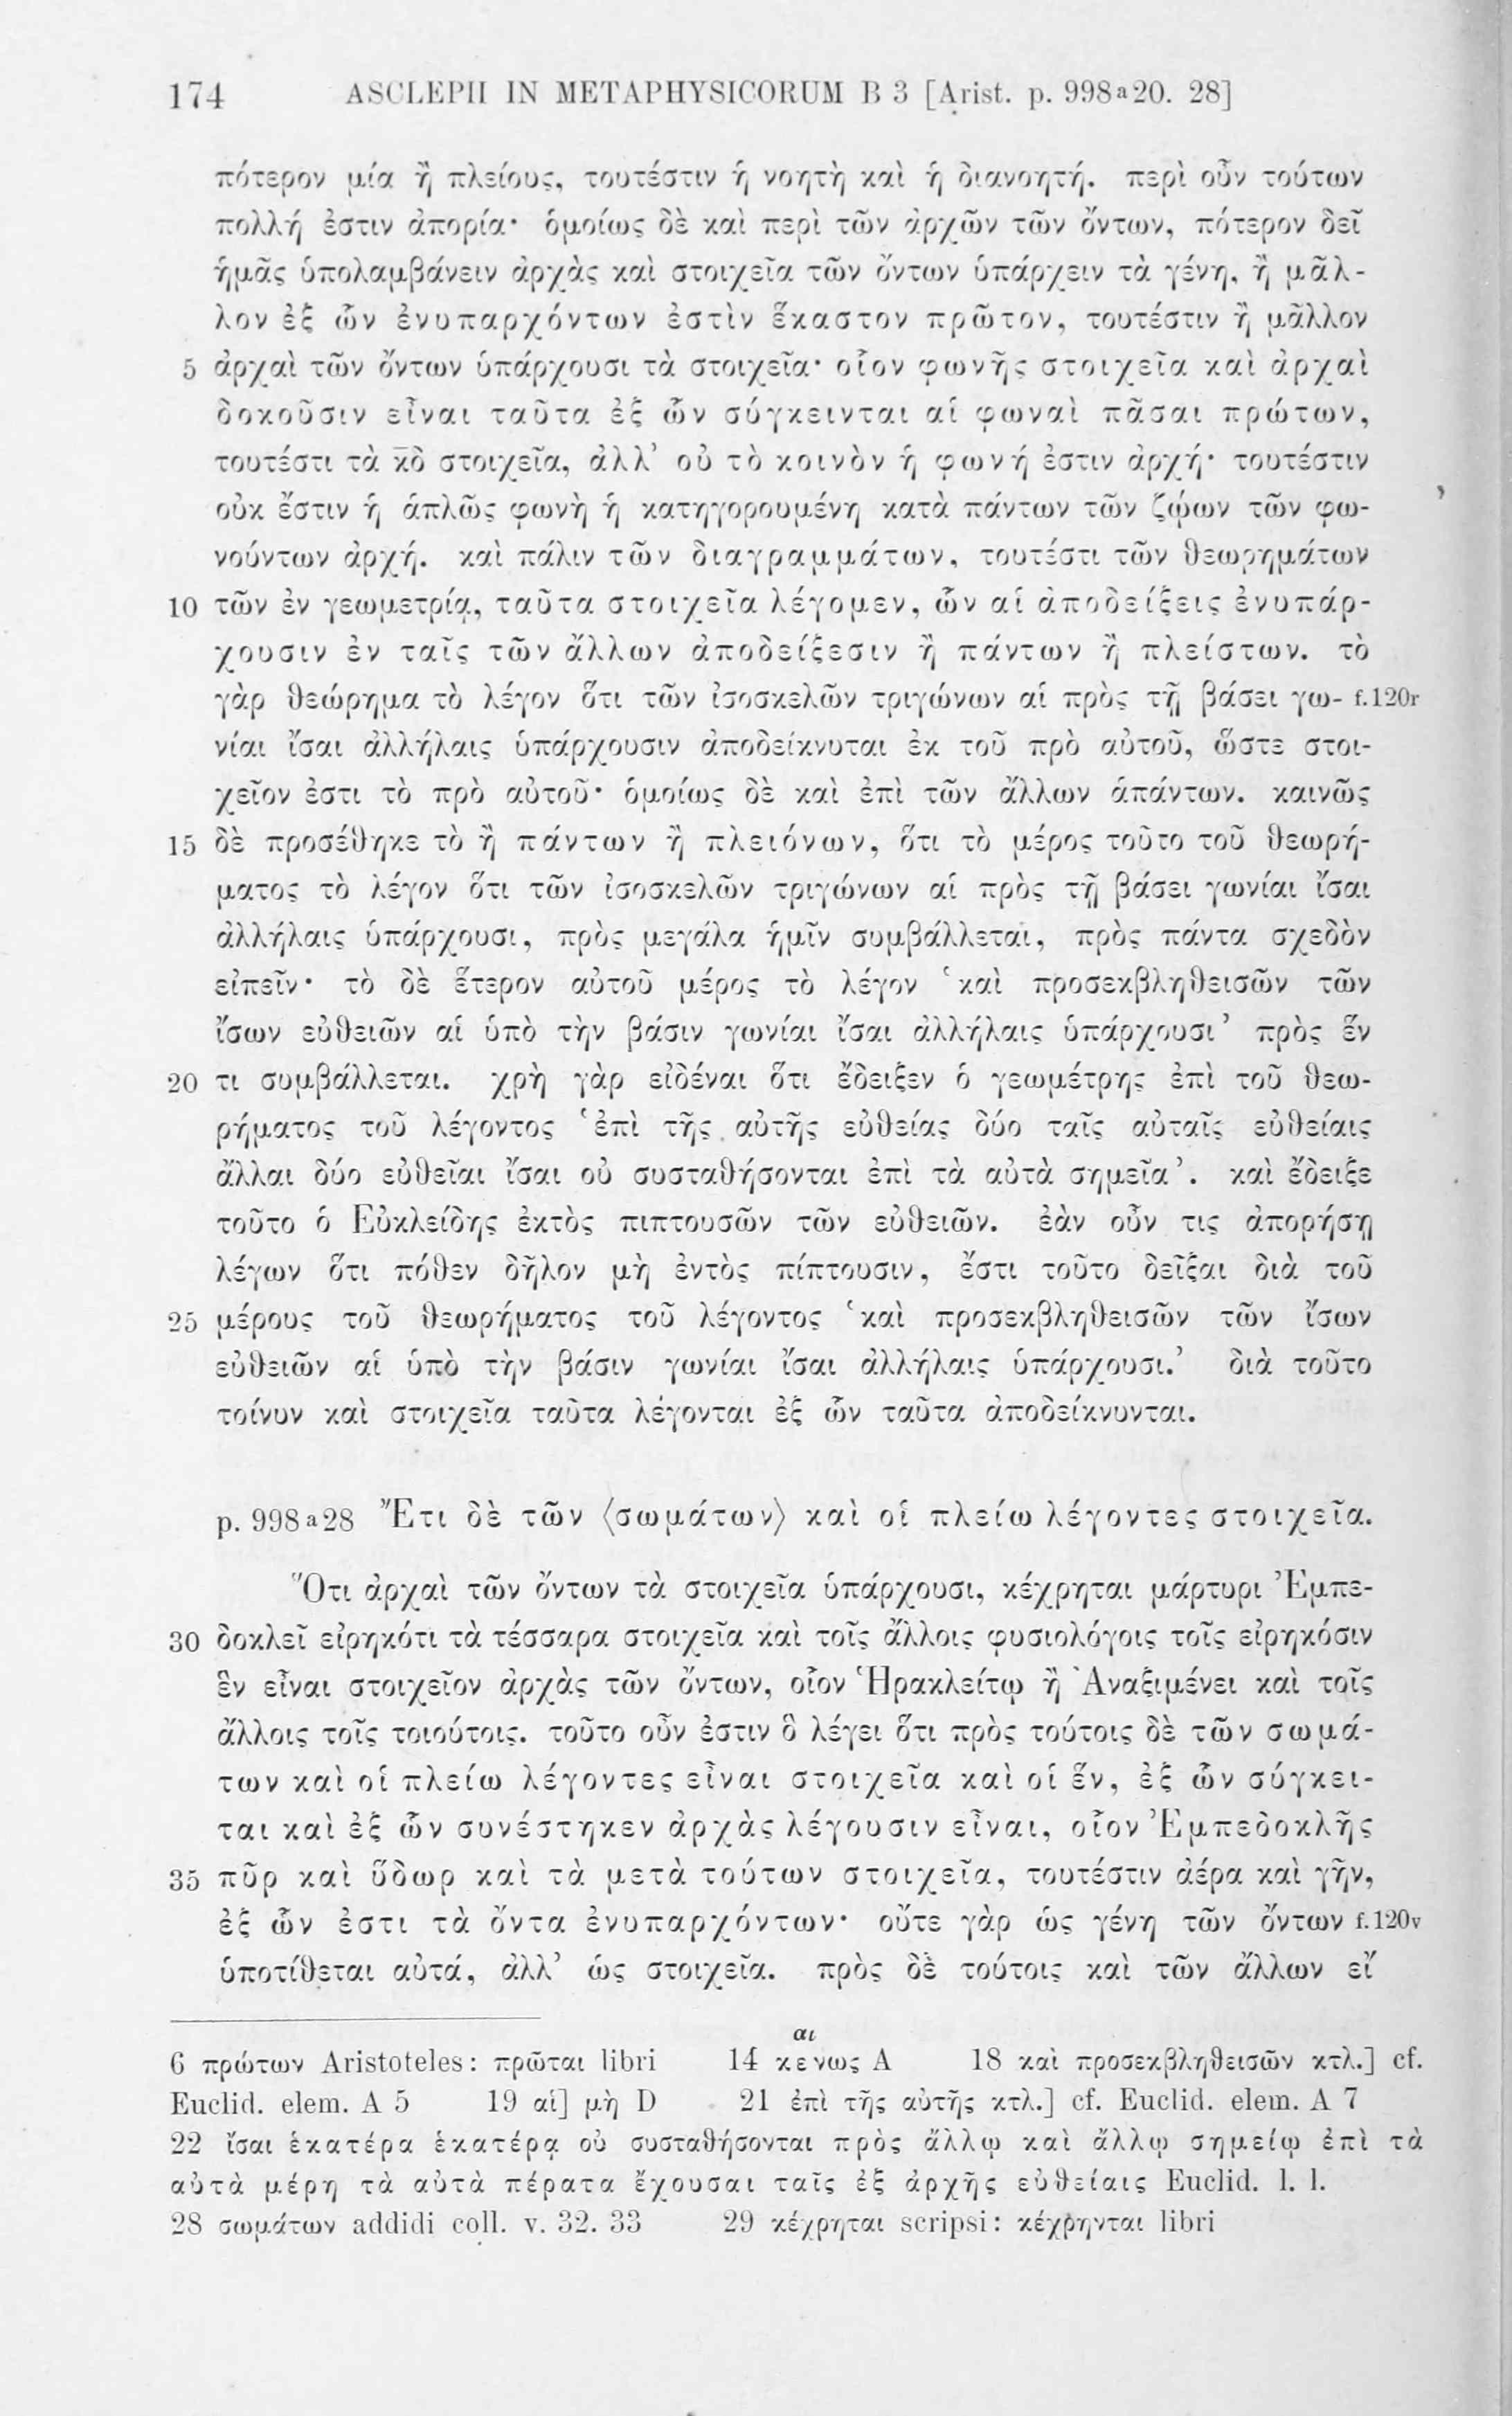 174 ASCLEPII IN METAPHYSICORUM B 3 [Arist. p. 998ᵃ20. 28]
πότερον μία ἢ πλείους, τουτέστιν ἡ νοητὴ καὶ ἡ διανοητή. περὶ οὖν τούτων
πολλή ἐστιν ἀπορία· ὁμοίως δὲ καὶ περὶ τῶν ἀρχῶν τῶν ὄντων, πότερον δεῖ
ἡμᾶς ὑπολαμβάνειν ἀρχὰς καὶ στοιχεῖα τῶν ὄντων ὑπάρχειν τὰ γένη, ἢ μᾶλ-
λον ἐξ ὧν ἐνυπαρχόντων ἐστὶν ἕκαστον πρῶτον, τουτέστιν ἢ μᾶλλον
5 ἀρχαὶ τῶν ὄντων ὑπάρχουσι τὰ στοιχεῖα· οἷον φωνῆς στοιχεῖα καὶ ἀρχαὶ
δοκοῦσιν εἶναι ταῦτα ἐξ ὧν σύγκεινται αἱ φωναὶ πᾶσαι πρώτων,
τουτέστι τὰ κ̅δ̅ στοιχεῖα, ἀλλ’ οὐ τὸ κοινὸν ἡ φωνή ἐστιν ἀρχή· τουτέστιν
οὐκ ἔστιν ἡ ἁπλῶς φωνὴ ἡ κατηγορουμένη κατὰ πάντων τῶν ζῴων τῶν φω-
νούντων ἀρχή. καὶ πάλιν τῶν διαγραμμάτων, τουτέστι τῶν θεωρημάτων
10 τῶν ἐν γεωμετρίᾳ, ταῦτα στοιχεῖα λέγομεν, ὧν αἱ ἀποδείξεις ἐνυπάρ-
χουσιν ἐν ταῖς τῶν ἄλλων ἀποδείξεσιν ἢ πάντων ἢ πλείστων. τὸ
γὰρ θεώρημα τὸ λέγον ὅτι τῶν ἰσοσκελῶν τριγώνων αἱ πρὸς τῇ βάσει γω- f.120r
νίαι ἴσαι ἀλλήλαις ὑπάρχουσιν ἀποδείκνυται ἐκ τοῦ πρὸ αὐτοῦ, ὥστε στοι-
χεῖον ἐστι τὸ πρὸ αὐτοῦ· ὁμοίως δὲ καὶ ἐπὶ τῶν ἄλλων ἁπάντων. καινῶς
15 δὲ προσέθηκε τὸ ἢ πάντων ἢ πλειόνων, ὅτι τὸ μέρος τοῦτο τοῦ θεωρή-
ματος τὸ λέγον ὅτι τῶν ἰσοσκελῶν τριγώνων αἱ πρὸς τῇ βάσει γωνίαι ἴσαι
ἀλλήλαις ὑπάρχουσι, πρὸς μεγάλα ἡμῖν συμβάλλεται, πρὸς πάντα σχεδὸν
εἰπεῖν· τὸ δὲ ἕτερον αὐτοῦ μέρος τὸ λέγον ‘καὶ προσεκβληθεισῶν τῶν
ἴσων εὐθειῶν αἱ ὑπὸ τὴν βάσιν γωνίαι ἴσαι ἀλλήλαις ὑπάρχουσι’ πρὸς ἕν
20 τι συμβάλλεται. χρὴ γὰρ εἰδέναι ὅτι ἔδειξεν ὁ γεωμέτρης ἐπὶ τοῦ θεω-
ρήματος τοῦ λέγοντος ‘ἐπὶ τῆς αὐτῆς εὐθείας δύο ταῖς αὐταῖς εὐθείαις
ἄλλαι δύο εὐθεῖαι ἴσαι οὐ συσταθήσονται ἐπὶ τὰ αὐτὰ σημεῖα’. καὶ ἔδειξε
τοῦτο ὁ Εὐκλείδης ἐκτὸς πιπτουσῶν τῶν εὐθειῶν. ἐὰν οὖν τις ἀπορήσῃ
λέγων ὅτι πόθεν δῆλον μὴ ἐντὸς πίπτουσιν, ἔστι τοῦτο δεῖξαι διὰ τοῦ
25 μέρους τοῦ θεωρήματος τοῦ λέγοντος ‘καὶ προσεκβληθεισῶν τῶν ἴσων
εὐθειῶν αἱ ὑπὸ τὴν βάσιν γωνίαι ἴσαι ἀλλήλαις ὑπάρχουσι.’ διὰ τοῦτο
τοίνυν καὶ στοιχεῖα ταῦτα λέγονται ἐξ ὧν ταῦτα ἀποδείκνυνται.
p. 998ᵃ28 Ἔτι δὲ τῶν ⟨σωμάτων⟩ καὶ οἱ πλείω λέγοντες στοιχεῖα.
Ὅτι ἀρχαὶ τῶν ὄντων τὰ στοιχεῖα ὑπάρχουσι, κέχρηται μάρτυρι Ἐμπε-
30 δοκλεῖ εἰρηκότι τὰ τέσσαρα στοιχεῖα καὶ τοῖς ἄλλοις φυσιολόγοις τοῖς εἰρηκόσιν
ἓν εἶναι στοιχεῖον ἀρχὰς τῶν ὄντων, οἷον Ἡρακλείτῳ ἢ Ἀναξιμένει καὶ τοῖς
ἄλλοις τοῖς τοιούτοις. τοῦτο οὖν ἐστιν ὃ λέγει ὅτι πρὸς τούτοις δὲ τῶν σωμά-
των καὶ οἱ πλείω λέγοντες εἶναι στοιχεῖα καὶ οἱ ἕν, ἐξ ὧν σύγκει-
ται καὶ ἐξ ὧν συνέστηκεν ἀρχὰς λέγουσιν εἶναι, οἷον Ἐμπεδοκλῆς
35 πῦρ καὶ ὕδωρ καὶ τὰ μετὰ τούτων στοιχεῖα, τουτέστιν ἀέρα καὶ γῆν,
ἐξ ὧν ἐστι τὰ ὄντα ἐνυπαρχόντων· οὔτε γὰρ ὡς γένη τῶν ὄντων f.120v
ὑποτίθεται αὐτά, ἀλλ’ ὡς στοιχεῖα. πρὸς δὲ τούτοις καὶ τῶν ἄλλων εἴ
αι
6 πρώτων Aristoteles: πρῶται libri 14 κενως A 18 καὶ προσεκβληθεισῶν κτλ.] cf.
Euclid. elem. A 5 19 αἱ] μὴ D 21 ἐπὶ τῆς αὐτῆς κτλ.] cf. Euclid. elem. A 7
22 ἴσαι ἑκατέρα ἑκατέρᾳ οὐ συσταθήσονται πρὸς ἄλλῳ καὶ ἄλλῳ σημείῳ ἐπὶ τὰ
αὐτὰ μέρη τὰ αὐτὰ πέρατα ἔχουσαι ταῖς ἐξ ἀρχῆς εὐθείαις Euclid. l. l.
28 σωμάτων addidi coll. v. 32. 33 29 κέχρηται scripsi: κέχρηνται libri